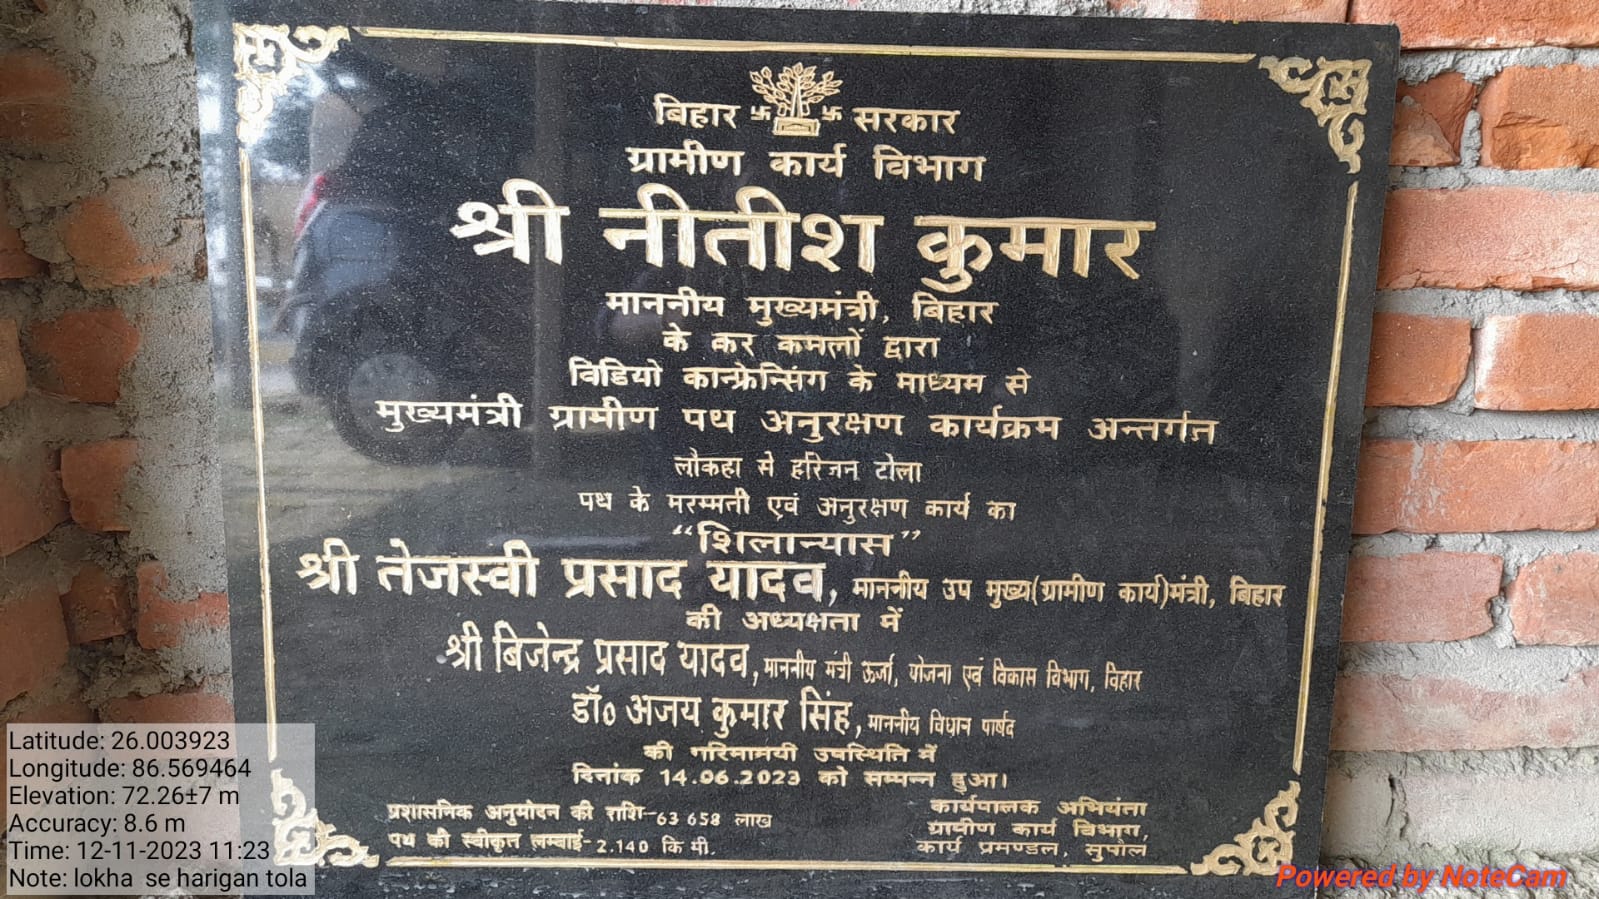 बिहार सरकार
ग्रामीण कार्य विभाग
श्री नीतीश कुमार
माननीय मुख्यमंत्री, बिहार
के कर कमलों द्वारा
विडियो कान्फ्रेन्सिंग के माध्यम से
मुख्यमंत्री ग्रामीण पथ अनुरक्षण कार्यक्रम अन्तर्गत
लौकहा से हरिजन टोला
पथ के मरम्मती एवं अनुरक्षण कार्य का
“शिलान्यास”
श्री तेजस्वी प्रसाद यादव, माननीय उप मुख्य(ग्रामीण कार्य)मंत्री, बिहार
की अध्यक्षता में
श्री बिजेन्द्र प्रसाद यादव, माननीय मंत्री ऊर्जा, योजना एवं विकास विभाग, बिहार
डॉ० अजय कुमार सिंह, माननीय विधान पार्षद
की गरिमामयी उपस्थिति में
दिनांक 14.06.2023 को सम्पन्न हुआ।
प्रशासनिक अनुमोदन की राशि-63 658 लाख
पथ की स्वीकृत लम्बाई-2.140 कि मी.
कार्यपालक अभियंता
ग्रामीण कार्य विभाग,
कार्य प्रमण्डल, सुपौल
Latitude: 26.003923
Longitude: 86.569464
Elevation: 72.26±7 m
Accuracy: 8.6 m
Time: 12-11-2023 11:23
Note: lokha se harigan tola
Powered by NoteCam